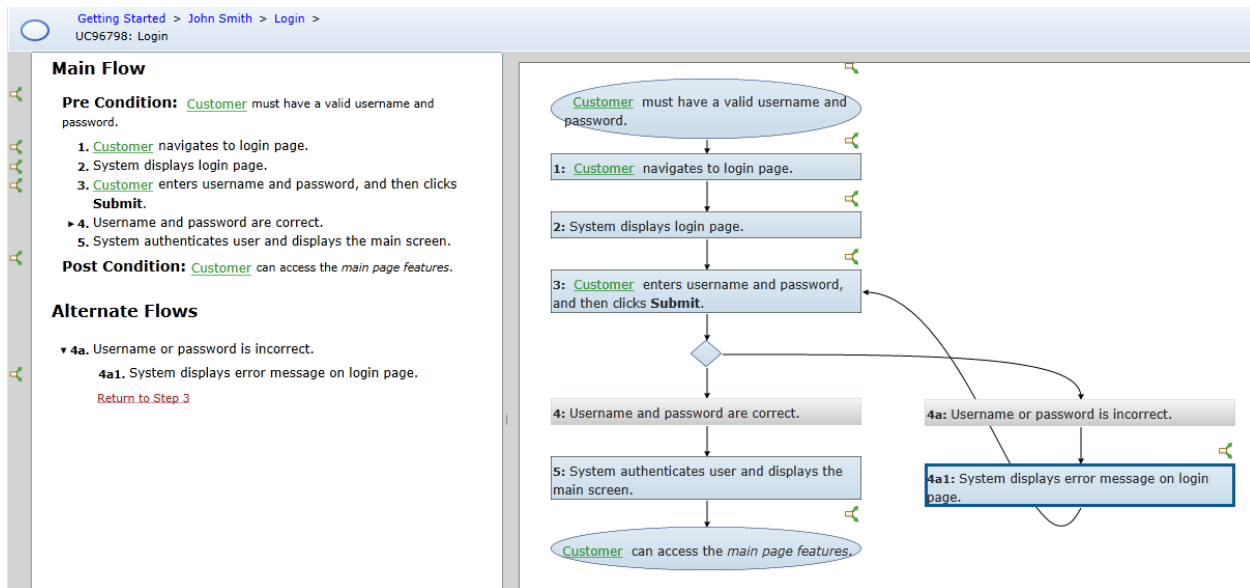 Getting Started > John Smith > Login >
UC96798: Login
Main Flow
Pre Condition: Customer must have a valid username and
password.
1. Customer navigates to login page.
2. System displays login page.
3. Customer enters username and password, and then clicks
Submit.
4. Username and password are correct.
5. System authenticates user and displays the main screen.
Post Condition: Customer can access the main page features.
Alternate Flows
4a. Username or password is incorrect.
4a1. System displays error message on login page.
Return to Step 3
Customer must have a valid username and
password.
1: Customer navigates to login page.
2: System displays login page.
3: Customer enters username and password,
and then clicks Submit.
4: Username and password are correct.
4a: Username or password is incorrect.
5: System authenticates user and displays the
main screen.
4a1: System displays error message on login
page.
Customer can access the main page features.